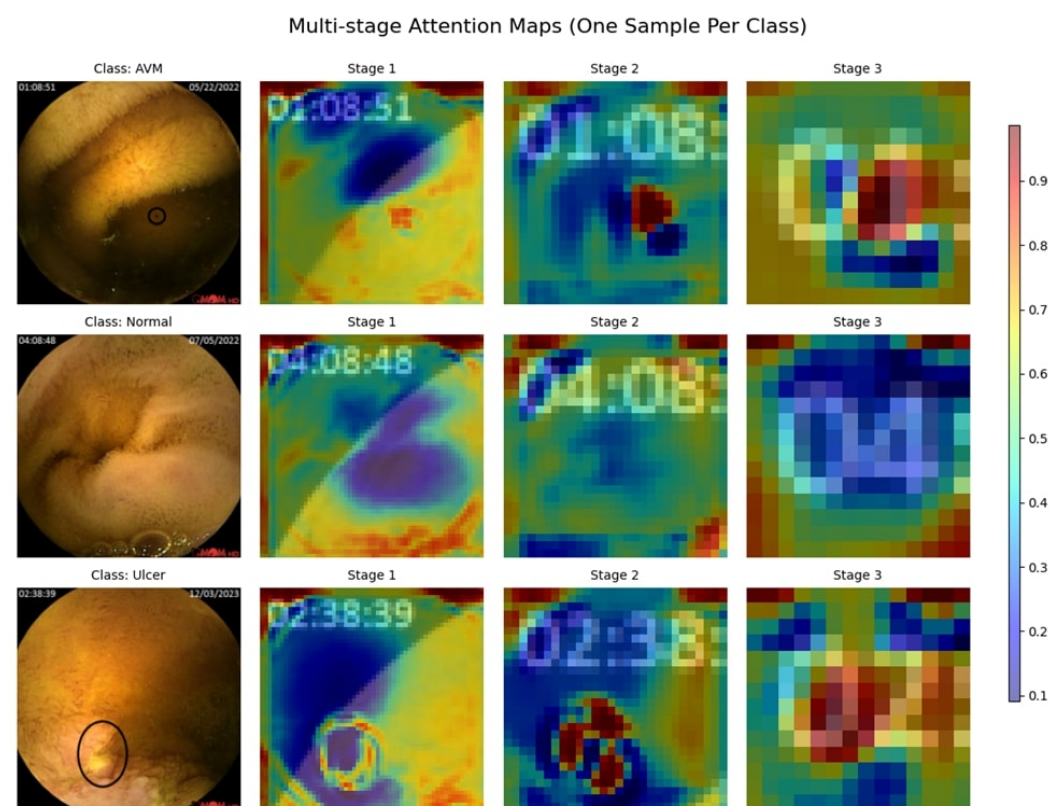 Multi-stage Attention Maps (One Sample Per Class)
Class: AVM
Stage 1
Stage 2
Stage 3
01:08:51
05/22/2022
01:08:51
01:08:
0.9
0.8
0.7
0.6
0.5
0.4
0.3
0.2
0.1
Class: Normal
Stage 1
Stage 2
Stage 3
04:08:48
07/05/2022
04:08:48
04:08:
Class: Ulcer
Stage 1
Stage 2
Stage 3
02:38:39
12/03/2023
02:38:39
02:38: